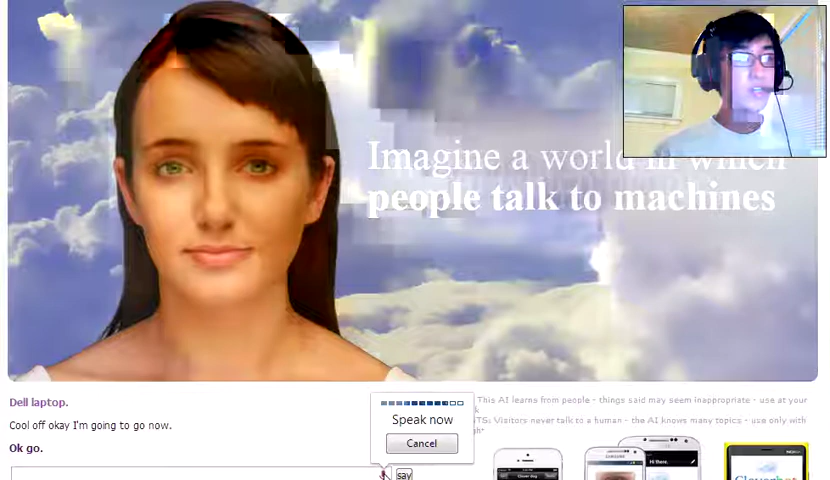 Imagine a world in which
people talk to machines
Dell laptop.
Cool off okay I'm going to go now.
Ok go.
Speak now
Cancel
say
This AI learns from people - things said may seem inappropriate - use at your
Visitors never talk to a human - the AI knows many topics - use only with
Hi there.
NOKIA
Cleverbot